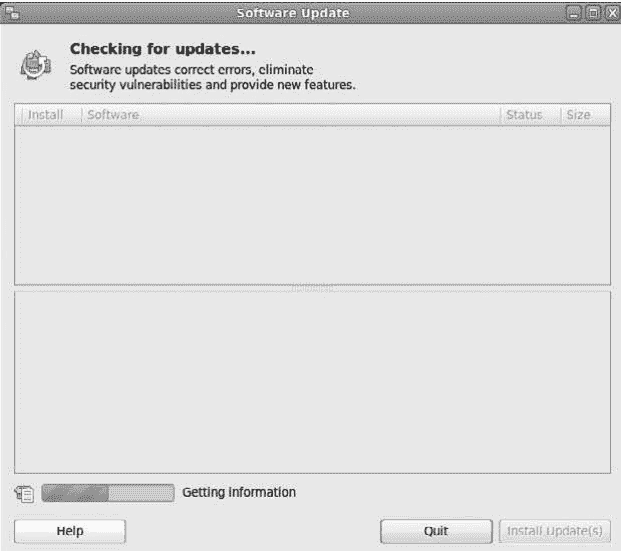 Software Update
Checking for updates...
Software updates correct errors, eliminate
security vulnerabilities and provide new features.
Install Software Status Size
Getting information
Help Quit Install Update(s)